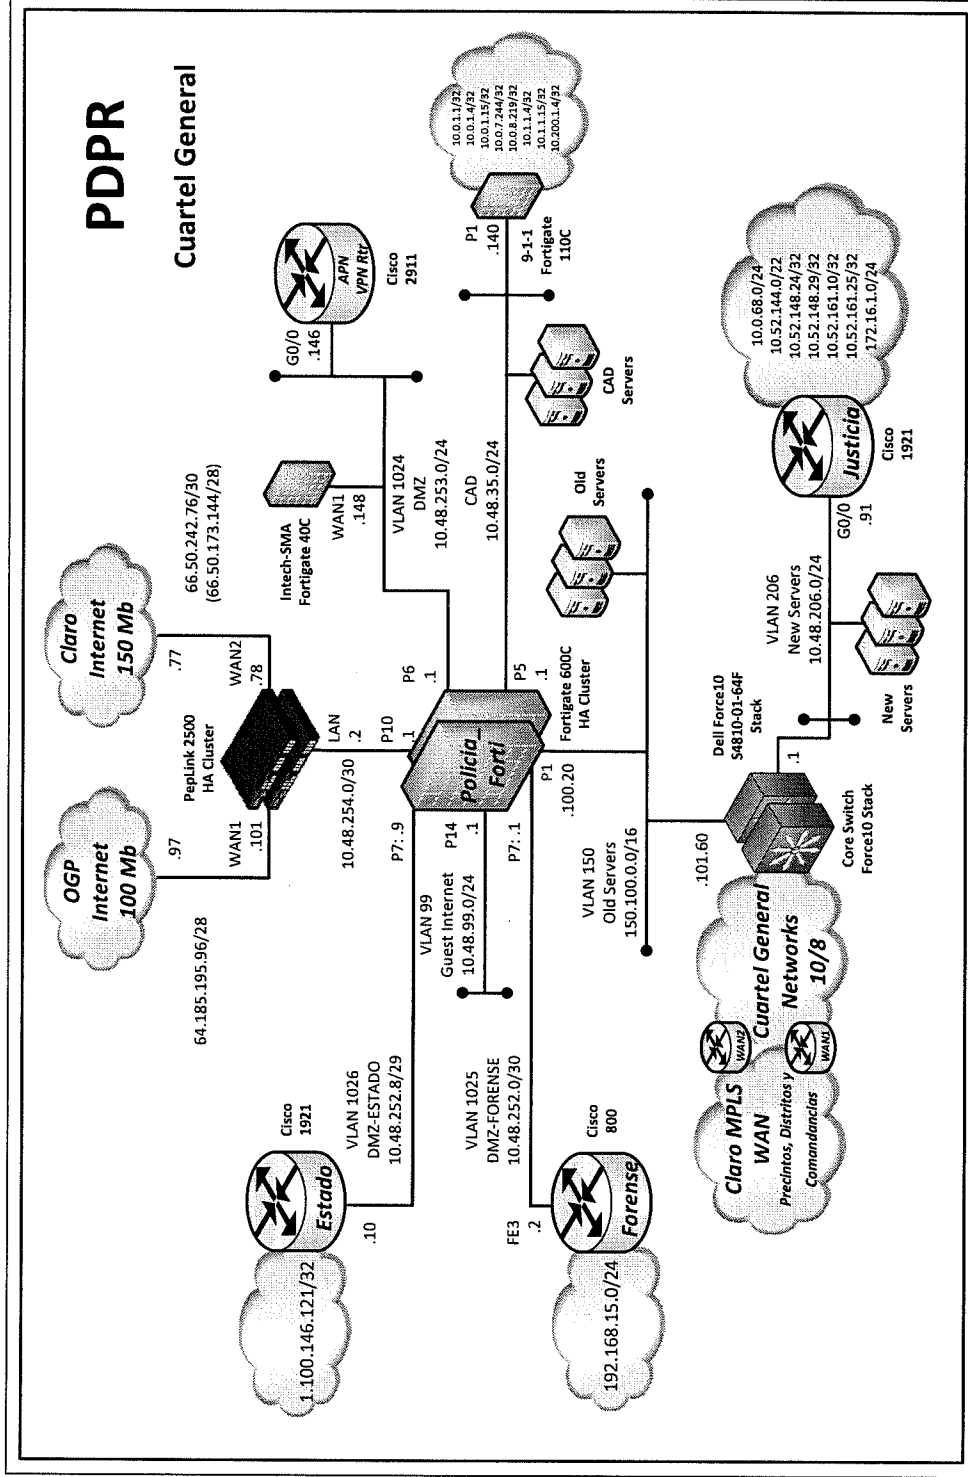 PDPR
Cuartel General
OGP
Internet
100 Mb
Claro
Internet
150 Mb
64.185.195.96/28
.97
WAN1
.101
PepLink 2500
HA Cluster
.77
WAN2
.78
66.50.242.76/30
(66.50.173.144/28)
LAN
.2
10.48.254.0/30
P10
.1
Intech-SMA
Fortigate 40C
WAN1
.148
VLAN 1024
DMZ
10.48.253.0/24
G0/0
.146
APN
VPN Rtr
Cisco
2911
P6
.1
CAD
10.48.35.0/24
P5
.1
CAD
Servers
P1
.140
9-1-1
Fortigate
110C
10.0.1.1/32
10.0.1.4/32
10.0.1.15/32
10.0.7.244/32
10.0.8.219/32
10.1.1.4/32
10.1.1.15/32
10.200.1.4/32
1.100.146.121/32
Estado
Cisco
1921
.10
VLAN 1026
DMZ-ESTADO
10.48.252.8/29
P7: .9
VLAN 99
Guest Internet
10.48.99.0/24
P14
.1
Policia_
Forti
Fortigate 600C
HA Cluster
192.168.15.0/24
Forense
Cisco
800
FE3
.2
VLAN 1025
DMZ-FORENSE
10.48.252.0/30
P7: .1
P1
.100.20
VLAN 150
Old Servers
150.100.0.0/16
Old
Servers
.101.60
Claro MPLS
WAN
Precintos, Distritos y
Comandancias
WAN2
WAN1
Cuartel General
Networks
10/8
Core Switch
Force10 Stack
Dell Force10
S4810-01-64F
Stack
.1
New
Servers
VLAN 206
New Servers
10.48.206.0/24
G0/0
.91
Justicia
Cisco
1921
10.0.68.0/24
10.52.144.0/22
10.52.148.24/32
10.52.148.29/32
10.52.161.10/32
10.52.161.25/32
172.16.1.0/24